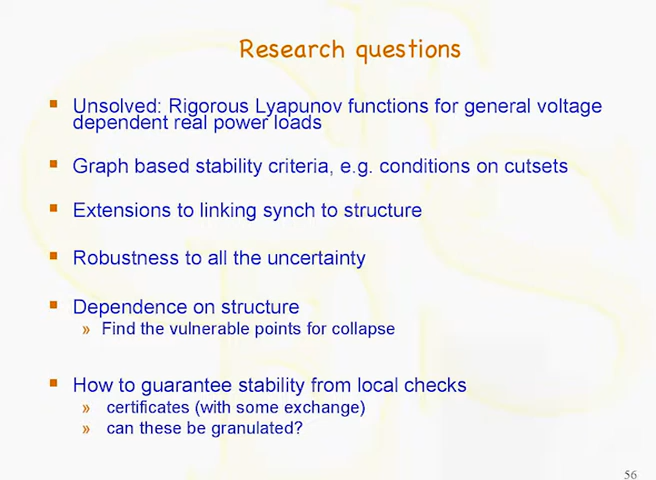 Research questions
Unsolved: Rigorous Lyapunov functions for general voltage
dependent real power loads
Graph based stability criteria, e.g. conditions on cutsets
Extensions to linking synch to structure
Robustness to all the uncertainty
Dependence on structure
» Find the vulnerable points for collapse
How to guarantee stability from local checks
» certificates (with some exchange)
» can these be granulated?
56